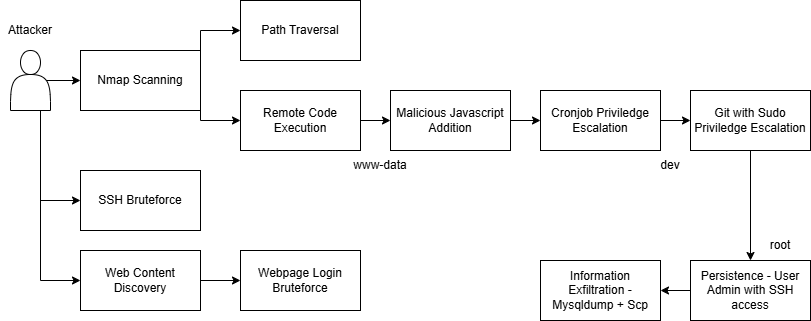 Attacker
Nmap Scanning
Path Traversal
Remote Code
Execution
Malicious Javascript
Addition
Cronjob Priviledge
Escalation
Git with Sudo
Priviledge Escalation
www-data
dev
SSH Bruteforce
root
Web Content
Discovery
Webpage Login
Bruteforce
Information
Exfiltration -
Mysqldump + Scp
Persistence - User
Admin with SSH
access